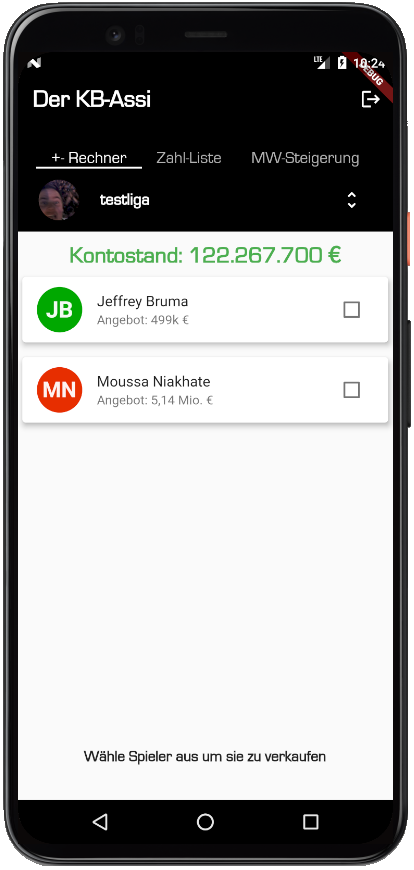 LTE 10:24
DEBUG
Der KB-Assi
+- Rechner Zahl-Liste MW-Steigerung
testliga
Kontostand: 122.267.700 €
JB Jeffrey Bruma
Angebot: 499k €
MN Moussa Niakhate
Angebot: 5,14 Mio. €
Wähle Spieler aus um sie zu verkaufen